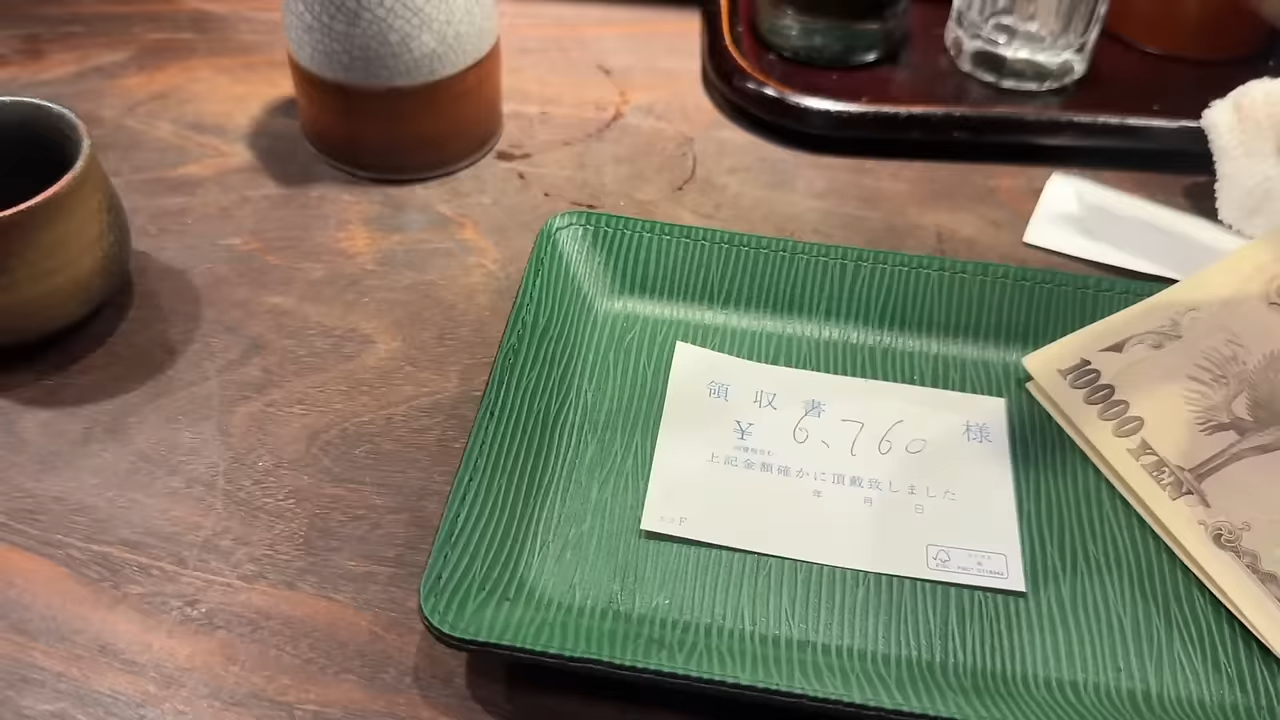 領収書 様
¥ 6,760
上記金額確かに頂戴致しました
年 月 日
F
10000 YEN